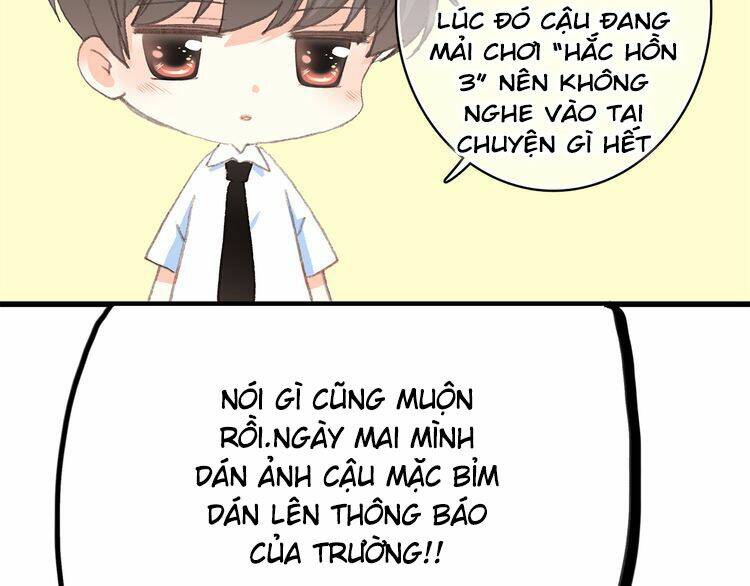 LÚC ĐÓ CẬU ĐANG
MẢI CHƠI "HẮC HỒN
3" NÊN KHÔNG
NGHE VÀO TAI
CHUYỆN GÌ HẾT
NÓI GÌ CŨNG MUỘN
RỒI.NGÀY MAI MÌNH
DÁN ẢNH CẬU MẶC BỈM
DÁN LÊN THÔNG BÁO
CỦA TRƯỜNG!!